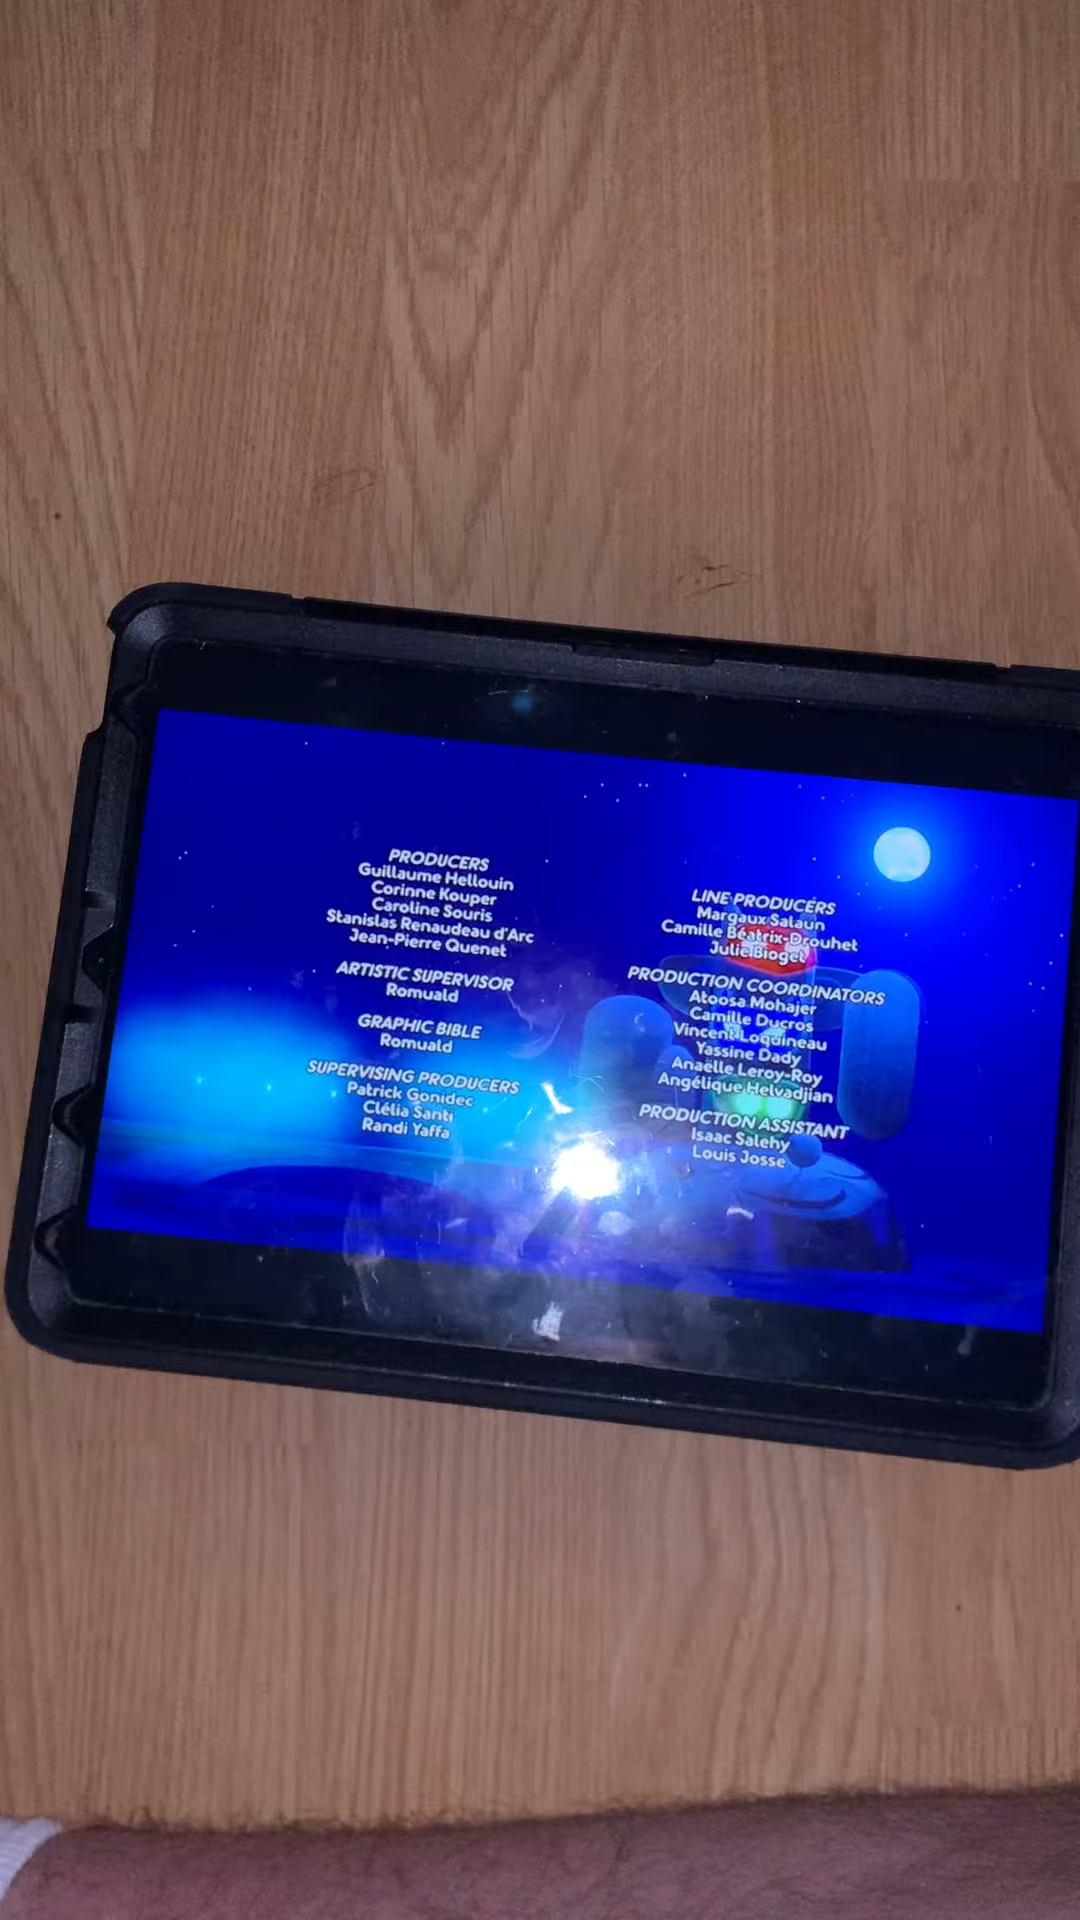 PRODUCERS
Guillaume Hellouin
Corinne Kouper
Caroline Souris
Stanislas Renaudeau d'Arc
Jean-Pierre Quenet
ARTISTIC SUPERVISOR
Romuald
GRAPHIC BIBLE
Romuald
SUPERVISING PRODUCERS
Patrick Gonidec
Clélia Santi
Randi Yaffa
LINE PRODUCERS
Margaux Salaun
Camille Béatrix-Drouhet
Julie Bioget
PRODUCTION COORDINATORS
Atoosa Mohajer
Camille Ducros
Vincent Loquineau
Yassine Dady
Anaëlle Leroy-Roy
Angélique Helvadjian
PRODUCTION ASSISTANT
Isaac Salehy
Louis Josse